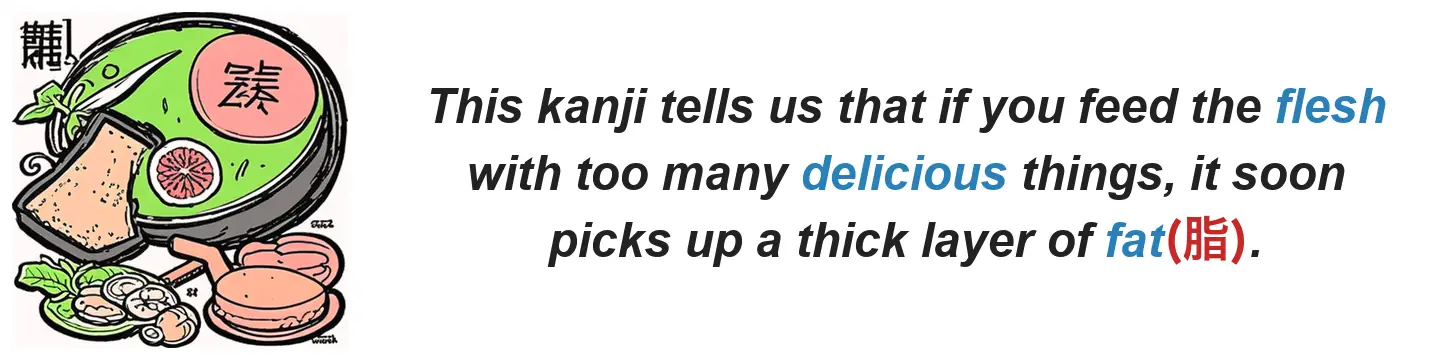 This kanji tells us that if you feed the flesh
with too many delicious things, it soon
picks up a thick layer of fat(脂).